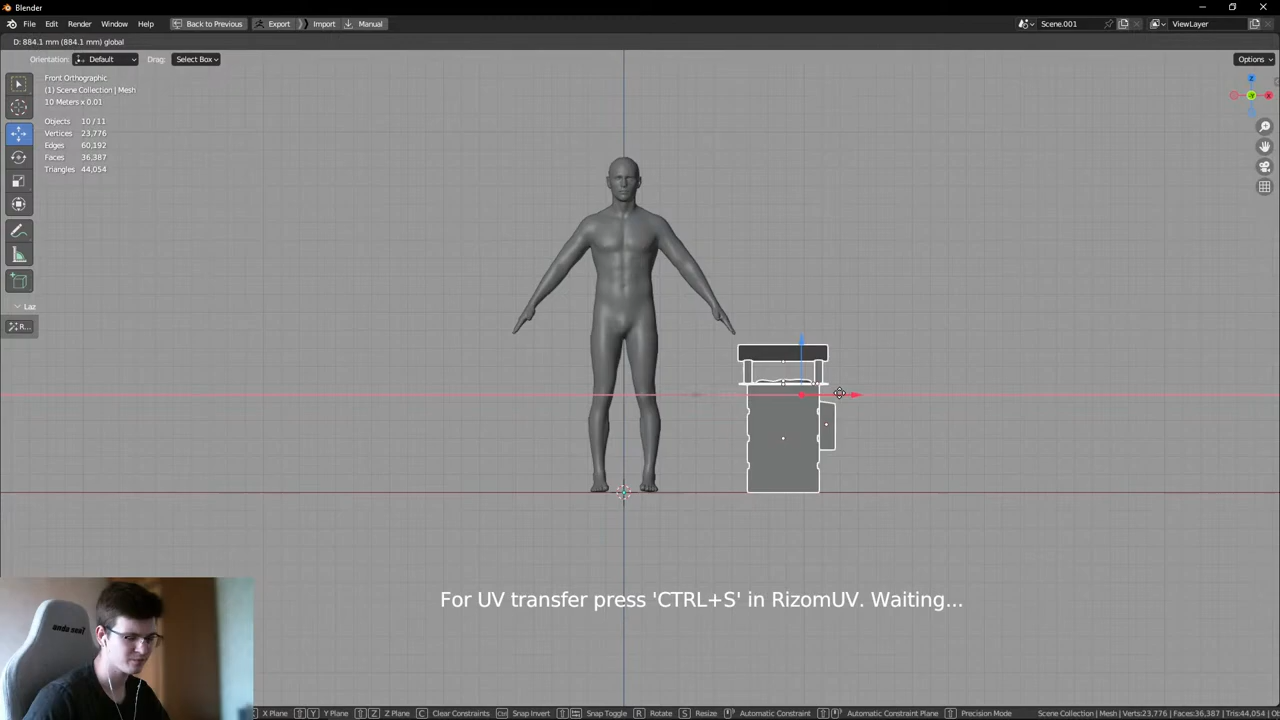 Blender
File Edit Window Render Help Back to Previous Export Import Manual Scene.001 ViewLayer
D: 884.1 mm (884.1 mm) global
Orientation: Default Drag: Select Box Options
Front Orthographic
(1) Scene Collection | Mesh
10 Meters x 0.01
Objects 10 / 11
Vertices 23,776
Edges 60,192
Faces 36,387
Triangles 44,054
Laz
R...
For UV transfer press 'CTRL+S' in RizomUV. Waiting...
anda seaT
X Plane Y Plane Z Plane Clear Constraints Snap Invert Snap Toggle R Rotate S Resize Automatic Constraint Automatic Constraint Plane Precision Mode Scene Collection | Mesh | Verts:23,776 | Faces:36,387 | Tris:44,054 | O